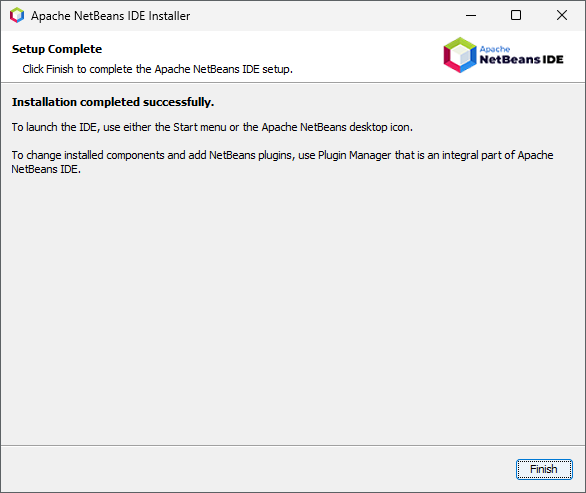 Apache NetBeans IDE Installer
Setup Complete
Click Finish to complete the Apache NetBeans IDE setup.
Apache
NetBeans IDE
Installation completed successfully.
To launch the IDE, use either the Start menu or the Apache NetBeans desktop icon.
To change installed components and add NetBeans plugins, use Plugin Manager that is an integral part of Apache
NetBeans IDE.
Finish